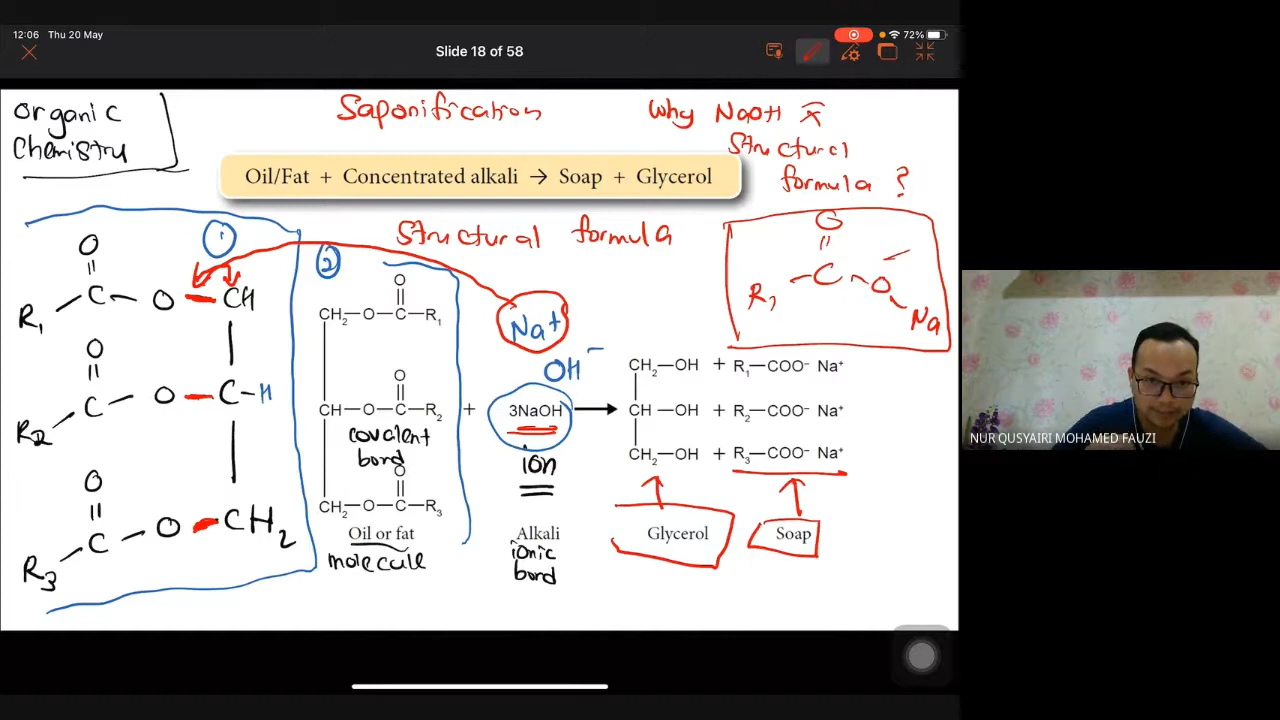 12:06 Thu 20 May
72%
Slide 18 of 58
Organic
Chemistry
Saponification
Why NaOH ×
structural
formula ?
Oil/Fat + Concentrated alkali → Soap + Glycerol
Structural formula
1
2
O
R1 – C – O – CH
O
R2 – C – O – C – H
O
R3 – C – O – CH2
O
CH2—O—C—R1
O
CH—O—C—R2
covalent
bond
O
CH2—O—C—R3
Oil or fat
molecule
+
Na+
OH–
3NaOH
ion
Alkali
ionic
bond
CH2—OH + R1—COO– Na+
CH—OH + R2—COO– Na+
CH2—OH + R3—COO– Na+
Glycerol
Soap
O
– C – O –
Na
NUR QUSYAIRI MOHAMED FAUZI